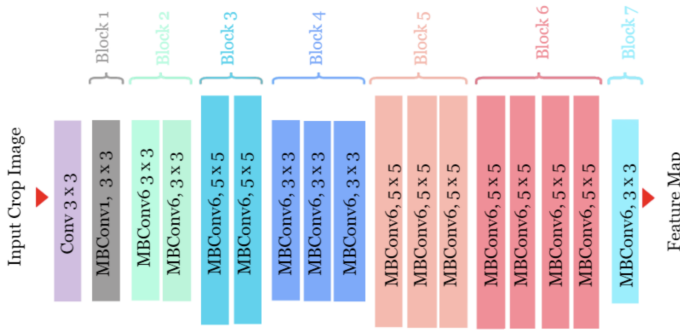 Block 1
Block 2
Block 3
Block 4
Block 5
Block 6
Block 7
Input Crop Image
Conv 3 x 3
MBConv1, 3 x 3
MBConv6 3 x 3
MBConv6, 3 x 3
MBConv6, 5 x 5
MBConv6, 5 x 5
MBConv6, 3 x 3
MBConv6, 3 x 3
MBConv6, 3 x 3
MBConv6, 5 x 5
MBConv6, 5 x 5
MBConv6, 5 x 5
MBConv6, 5 x 5
MBConv6, 5 x 5
MBConv6, 5 x 5
MBConv6, 5 x 5
MBConv6, 3 x 3
Feature Map